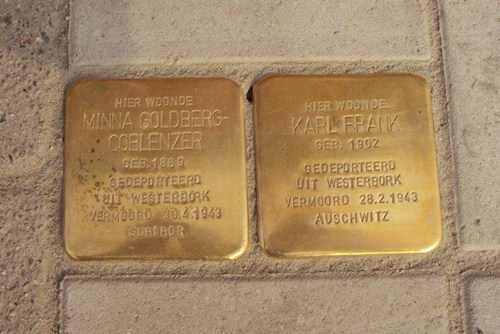 HIER WOONDE
MINNA GOLDBERG-
COBLENZER
GEB.
GEDEPORTEERD
UIT WESTERBORK
VERMOORD 30.4.1943
SOBIBOR
HIER WOONDE
KARL FRANK
GEB. 1902
GEDEPORTEERD
UIT WESTERBORK
VERMOORD 28.2.1943
AUSCHWITZ